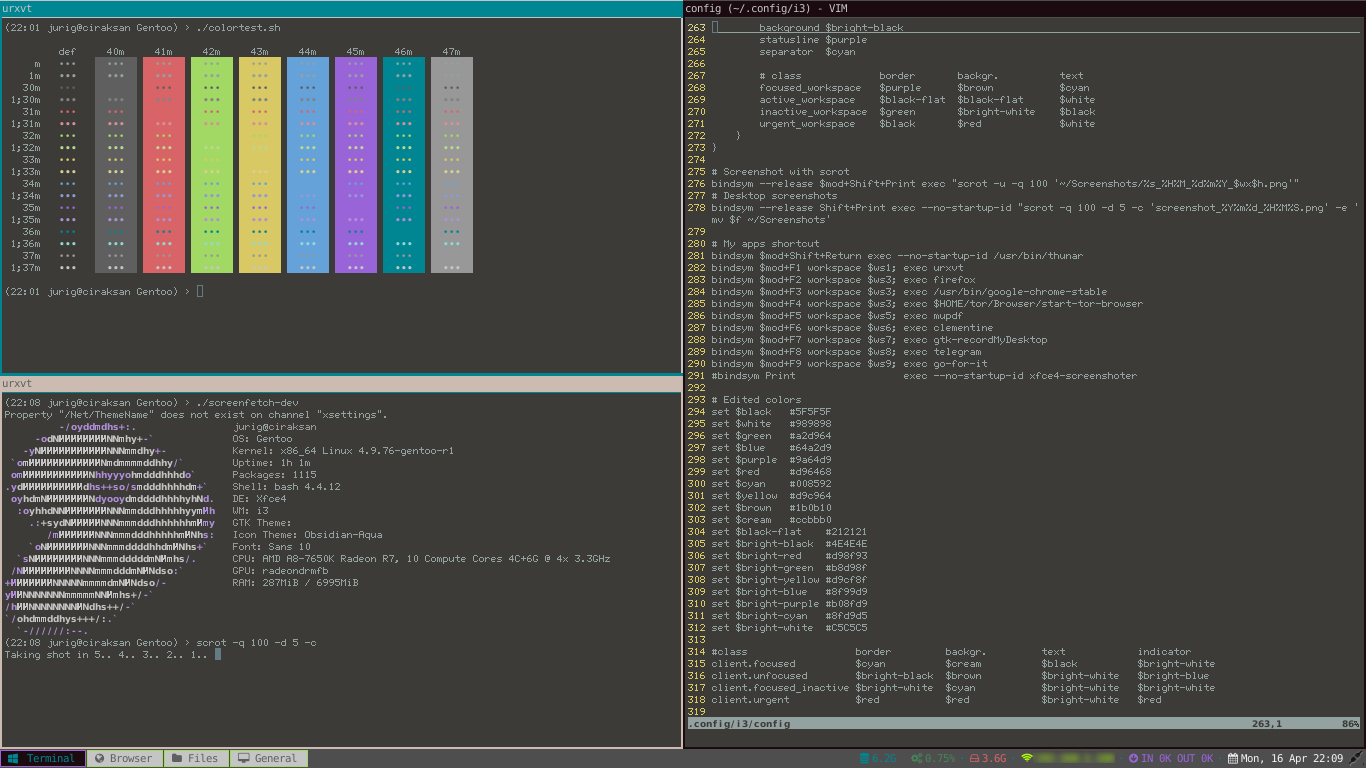 urxvt
(22:01 jurig@ciraksan Gentoo) > ./colortest.sh
def 40m 41m 42m 43m 44m 45m 46m 47m
m ••• ••• ••• ••• ••• ••• ••• ••• •••
1m ••• ••• ••• ••• ••• ••• ••• ••• •••
30m ••• ••• ••• ••• ••• ••• ••• ••• •••
1;30m ••• ••• ••• ••• ••• ••• ••• ••• •••
31m ••• ••• ••• ••• ••• ••• ••• ••• •••
1;31m ••• ••• ••• ••• ••• ••• ••• ••• •••
32m ••• ••• ••• ••• ••• ••• ••• ••• •••
1;32m ••• ••• ••• ••• ••• ••• ••• ••• •••
33m ••• ••• ••• ••• ••• ••• ••• ••• •••
1;33m ••• ••• ••• ••• ••• ••• ••• ••• •••
34m ••• ••• ••• ••• ••• ••• ••• ••• •••
1;34m ••• ••• ••• ••• ••• ••• ••• ••• •••
35m ••• ••• ••• ••• ••• ••• ••• ••• •••
1;35m ••• ••• ••• ••• ••• ••• ••• ••• •••
36m ••• ••• ••• ••• ••• ••• ••• ••• •••
1;36m ••• ••• ••• ••• ••• ••• ••• ••• •••
37m ••• ••• ••• ••• ••• ••• ••• ••• •••
1;37m ••• ••• ••• ••• ••• ••• ••• ••• •••
(22:01 jurig@ciraksan Gentoo) >
urxvt
(22:08 jurig@ciraksan Gentoo) > ./screenfetch-dev
Property "/Net/ThemeName" does not exist on channel "xsettings".
jurig@ciraksan
OS: Gentoo
Kernel: x86_64 Linux 4.9.76-gentoo-r1
Uptime: 1h 1m
Packages: 1115
Shell: bash 4.4.12
DE: Xfce4
WM: i3
GTK Theme:
Icon Theme: Obsidian-Aqua
Font: Sans 10
CPU: AMD A8-7650K Radeon R7, 10 Compute Cores 4C+6G @ 4x 3.3GHz
GPU: radeondrmfb
RAM: 287MiB / 6995MiB
(22:08 jurig@ciraksan Gentoo) > scrot -q 100 -d 5 -c
Taking shot in 5.. 4.. 3.. 2.. 1..
config (~/.config/i3) - VIM
263 background $bright-black
264 statusline $purple
265 separator $cyan
266
267 # class border backgr. text
268 focused_workspace $purple $brown $cyan
269 active_workspace $black-flat $black-flat $white
270 inactive_workspace $green $bright-white $black
271 urgent_workspace $black $red $white
272 }
273 }
274
275 # Screenshot with scrot
276 bindsym --release $mod+Shift+Print exec "scrot -u -q 100 '~/Screenshots/%s_%H%M_%d%m%Y_$wx$h.png'"
277 # Desktop screenshots
278 bindsym --release Shift+Print exec --no-startup-id "scrot -q 100 -d 5 -c 'screenshot_%Y%m%d_%H%M%S.png' -e '
mv $f ~/Screenshots'
279
280 # My apps shortcut
281 bindsym $mod+Shift+Return exec --no-startup-id /usr/bin/thunar
282 bindsym $mod+F1 workspace $ws1; exec urxvt
283 bindsym $mod+F2 workspace $ws3; exec firefox
284 bindsym $mod+F3 workspace $ws3; exec /usr/bin/google-chrome-stable
285 bindsym $mod+F4 workspace $ws3; exec $HOME/tor/Browser/start-tor-browser
286 bindsym $mod+F5 workspace $ws5; exec mupdf
287 bindsym $mod+F6 workspace $ws6; exec clementine
288 bindsym $mod+F7 workspace $ws7; exec gtk-recordMyDesktop
289 bindsym $mod+F8 workspace $ws8; exec telegram
290 bindsym $mod+F9 workspace $ws9; exec go-for-it
291 #bindsym Print exec --no-startup-id xfce4-screenshoter
292
293 # Edited colors
294 set $black #5F5F5F
295 set $white #989898
296 set $green #a2d964
297 set $blue #64a2d9
298 set $purple #9a64d9
299 set $red #d96468
300 set $cyan #008592
301 set $yellow #d9c964
302 set $brown #1b0b10
303 set $cream #cbbbb0
304 set $black-flat #212121
305 set $bright-black #4E4E4E
306 set $bright-red #d98f93
307 set $bright-green #b8d98f
308 set $bright-yellow #d9cf8f
309 set $bright-blue #8f99d9
310 set $bright-purple #b08fd9
311 set $bright-cyan #8fd9d5
312 set $bright-white #C5C5C5
313
314 #class border backgr. text indicator
315 client.focused $cyan $cream $black $bright-white
316 client.unfocused $bright-black $brown $bright-white $bright-blue
317 client.focused_inactive $bright-white $cyan $bright-white $bright-white
318 client.urgent $red $red $bright-white $red
319
.config/i3/config 263,1 86%
Terminal Browser Files General
6.2G 0.75% 3.6G IN 0K OUT 0K Mon, 16 Apr 22:09